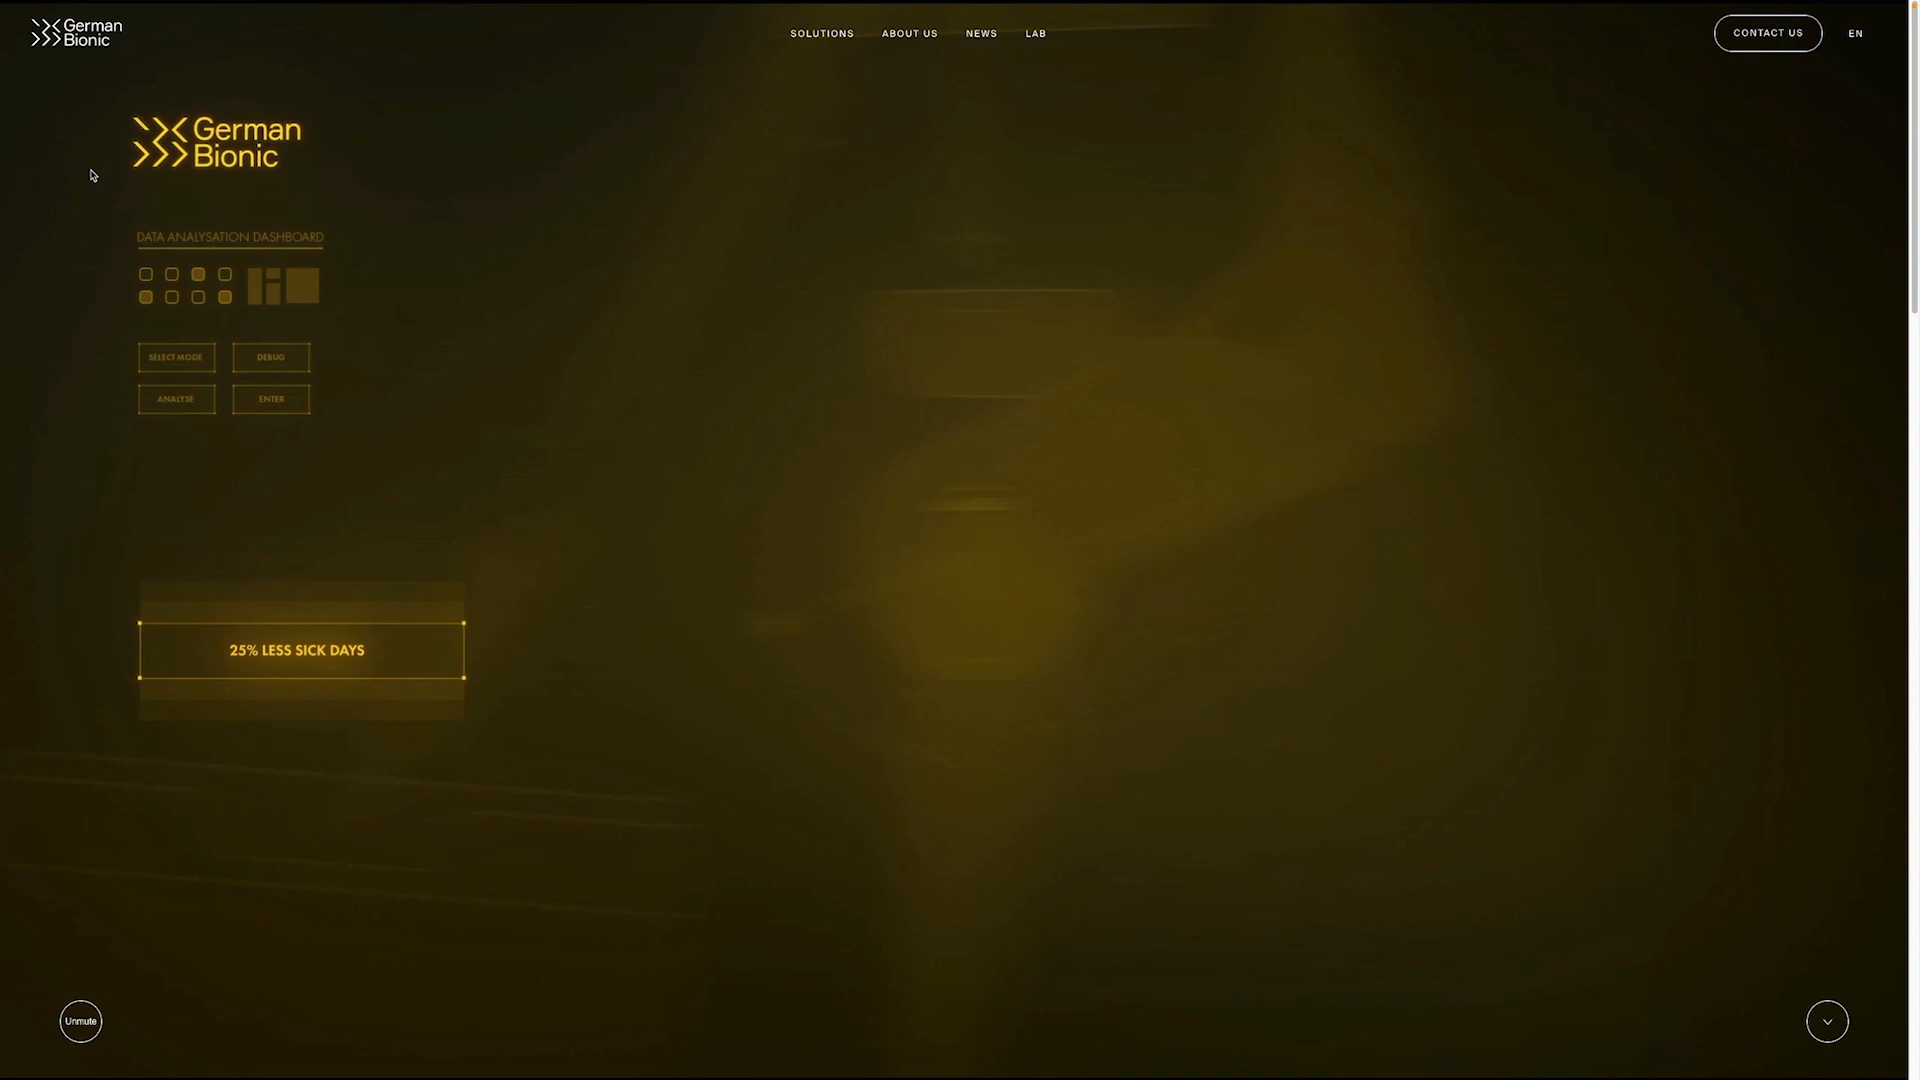 German
Bionic
SOLUTIONS
ABOUT US
NEWS
LAB
CONTACT US
EN
German
Bionic
DATA ANALYSATION DASHBOARD
SELECT MODE
DEBUG
ANALYSE
ENTER
25% LESS SICK DAYS
Unmute